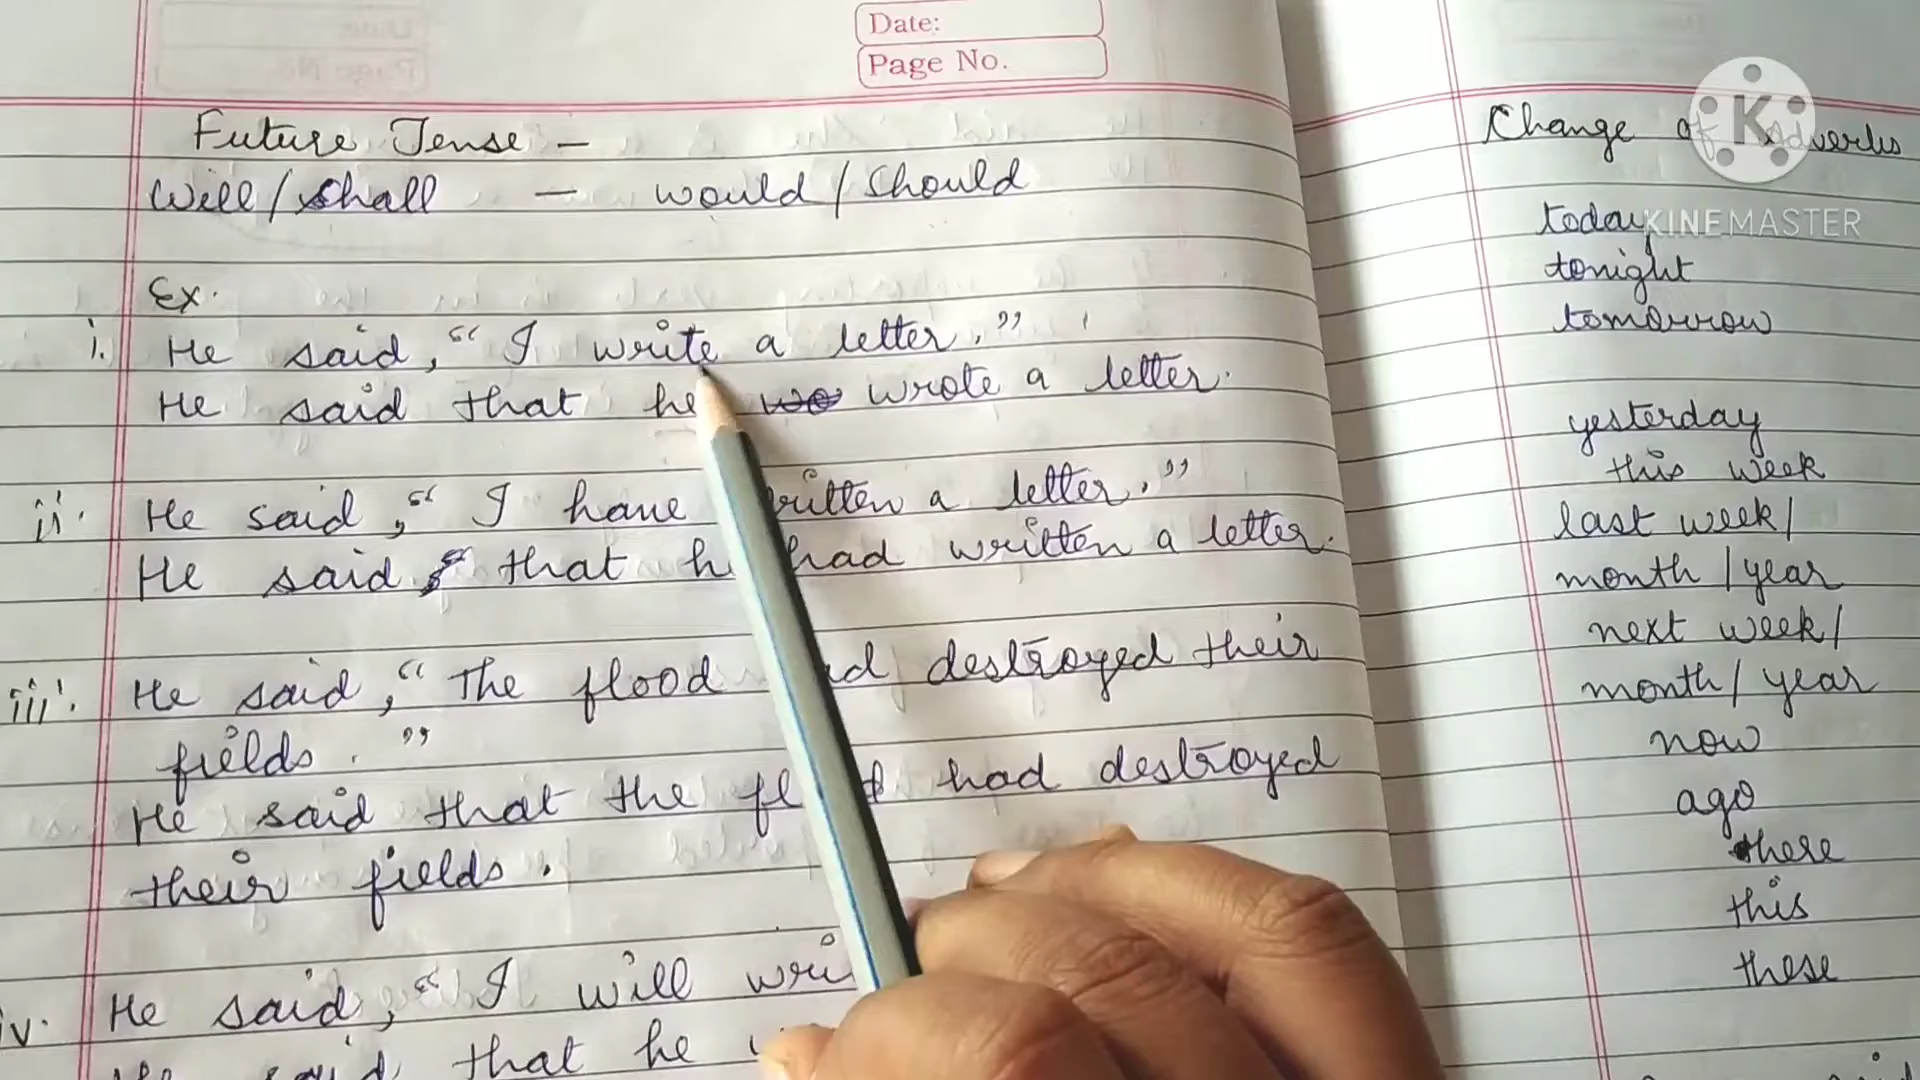 Date:
Page No.
Future Tense –
Will/Shall – would/should
Ex.
i. He said, “I write a letter.”
He said that he wrote a letter.
ii. He said, “I have written a letter.”
He said that had written a letter.
iii. He said, “The flood destroyed their
fields.”
He said that the had destroyed
their fields.
iv. He said, “I will
said that he
Change of Adverbs
today
tonight
tomorrow
yesterday
this week
last week/
month/year
next week/
month/year
now
ago
these
this
these
K
KINEMASTER